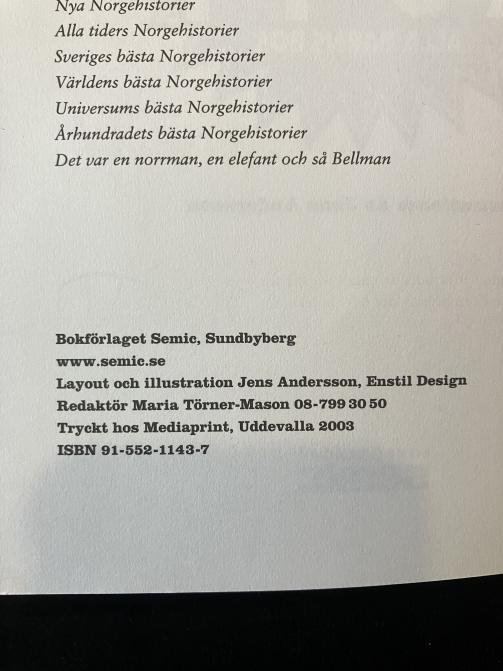 Nya Norgehistorier
Alla tiders Norgehistorier
Sveriges bästa Norgehistorier
Världens bästa Norgehistorier
Universums bästa Norgehistorier
Århundradets bästa Norgehistorier
Det var en norrman, en elefant och så Bellman
Bokförlaget Semic, Sundbyberg
www.semic.se
Layout och illustration Jens Andersson, Enstil Design
Redaktör Maria Törner-Mason 08-799 30 50
Tryckt hos Mediaprint, Uddevalla 2003
ISBN 91-552-1143-7